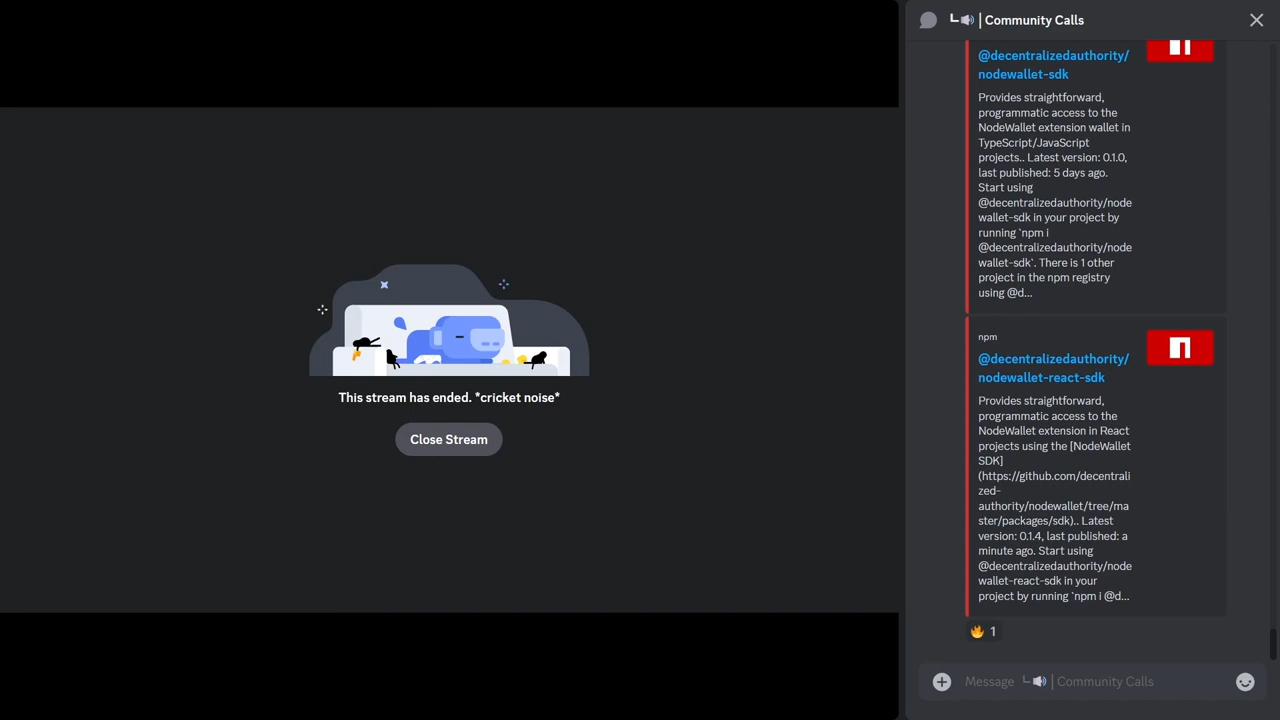 This stream has ended. *cricket noise*
Close Stream
Community Calls
@decentralizedauthority/
nodewallet-sdk
Provides straightforward,
programmatic access to the
NodeWallet extension wallet in
TypeScript/JavaScript
projects.. Latest version: 0.1.0,
last published: 5 days ago.
Start using
@decentralizedauthority/node
wallet-sdk in your project by
running `npm i
@decentralizedauthority/node
wallet-sdk`. There is 1 other
project in the npm registry
using @d...
npm
@decentralizedauthority/
nodewallet-react-sdk
Provides straightforward,
programmatic access to the
NodeWallet extension in React
projects using the [NodeWallet
SDK]
(https://github.com/decentrali
zed-
authority/nodewallet/tree/ma
ster/packages/sdk).. Latest
version: 0.1.4, last published: a
minute ago. Start using
@decentralizedauthority/node
wallet-react-sdk in your
project by running `npm i @d...
🔥 1
Message ┗🔊 | Community Calls